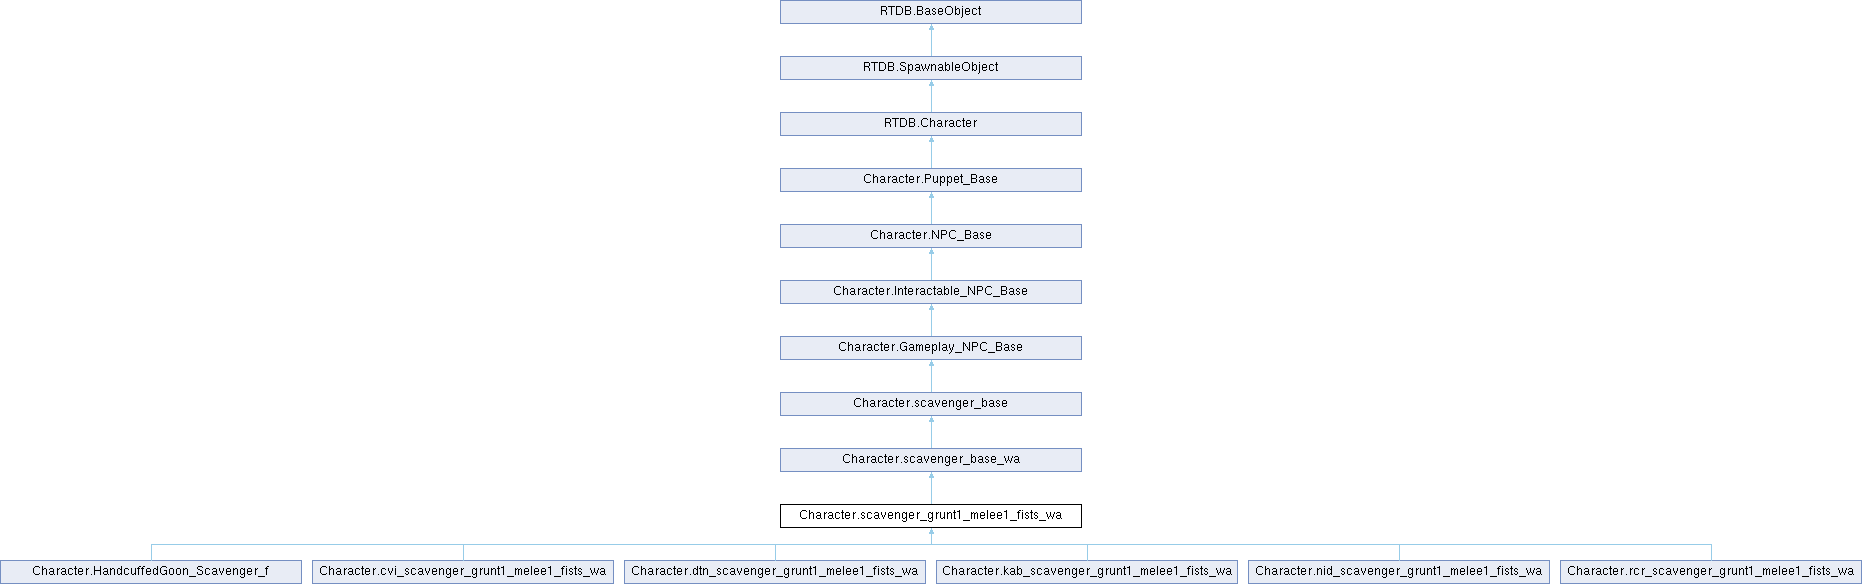 RTDB.BaseObject
RTDB.SpawnableObject
RTDB.Character
Character.Puppet_Base
Character.NPC_Base
Character.Interactable_NPC_Base
Character.Gameplay_NPC_Base
Character.scavenger_base
Character.scavenger_base_wa
Character.scavenger_grunt1_melee1_fists_wa
Character.HandcuffedGoon_Scavenger_f
Character.cvi_scavenger_grunt1_melee1_fists_wa
Character.dtn_scavenger_grunt1_melee1_fists_wa
Character.kab_scavenger_grunt1_melee1_fists_wa
Character.nid_scavenger_grunt1_melee1_fists_wa
Character.rcr_scavenger_grunt1_melee1_fists_wa